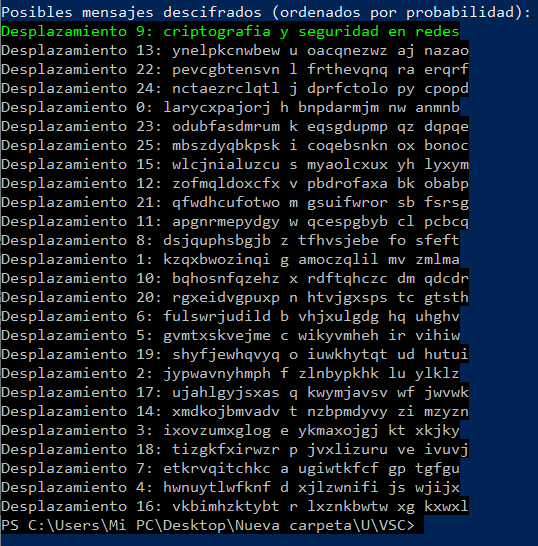 Posibles mensajes descifrados (ordenados por probabilidad):
Desplazamiento 9: criptografia y seguridad en redes
Desplazamiento 13: ynelpkcnwbew u oacqnezwz aj nazao
Desplazamiento 22: pevcgbtensvn l frthevqnq ra erqrf
Desplazamiento 24: nctaezrclqtl j dprfctolo py cpopd
Desplazamiento 0: larycxpajorj h bnpdarmjm nw anmnb
Desplazamiento 23: odubfasdmrum k eqsgdupmp qz dqpqe
Desplazamiento 25: mbszdyqbkpsk i coqebsnkn ox bonoc
Desplazamiento 15: wlcjnialuzcu s myaolcxux yh lyxym
Desplazamiento 12: zofmqldoxcfx v pbdrofaxa bk obabp
Desplazamiento 21: qfwdhcufotwo m gsuifwror sb fsrsg
Desplazamiento 11: apgnrmepydgy w qcespgbyb cl pcbcq
Desplazamiento 8: dsjquphsbgjb z tfhvsjebe fo sfeft
Desplazamiento 1: kzqxbwozinqi g amoczqlil mv zmlma
Desplazamiento 10: bqhosnfqzehz x rdftqhczc dm qdcdr
Desplazamiento 20: rgxeidvgpuxp n htvjgxsps tc gtsth
Desplazamiento 6: fulswrjudild b vhjxulgdg hq uhghv
Desplazamiento 5: gvmtxskvejme c wikyvmheh ir vihiw
Desplazamiento 19: shyfjewhqvyq o iuwkhytqt ud hutui
Desplazamiento 2: jypwavnyhmph f zlnbypkhk lu ylklz
Desplazamiento 17: ujahlgyjsxas q kwymjavsv wf jwvwk
Desplazamiento 14: xmdkojbmvadv t nzbpmdyvy zi mzyzn
Desplazamiento 3: ixovzumxglog e ykmaxojgj kt xkjky
Desplazamiento 18: tizgkfxirwzr p jvxlizuru ve ivuvj
Desplazamiento 7: etkrvqitchkc a ugiwtkfcf gp tgfgu
Desplazamiento 4: hwnuytlwfknf d xjlzwnifi js wjijx
Desplazamiento 16: vkbimhzktybt r lxznkbwtw xg kxwxl
PS C:\Users\Mi PC\Desktop\Nueva carpeta\U\VSC>